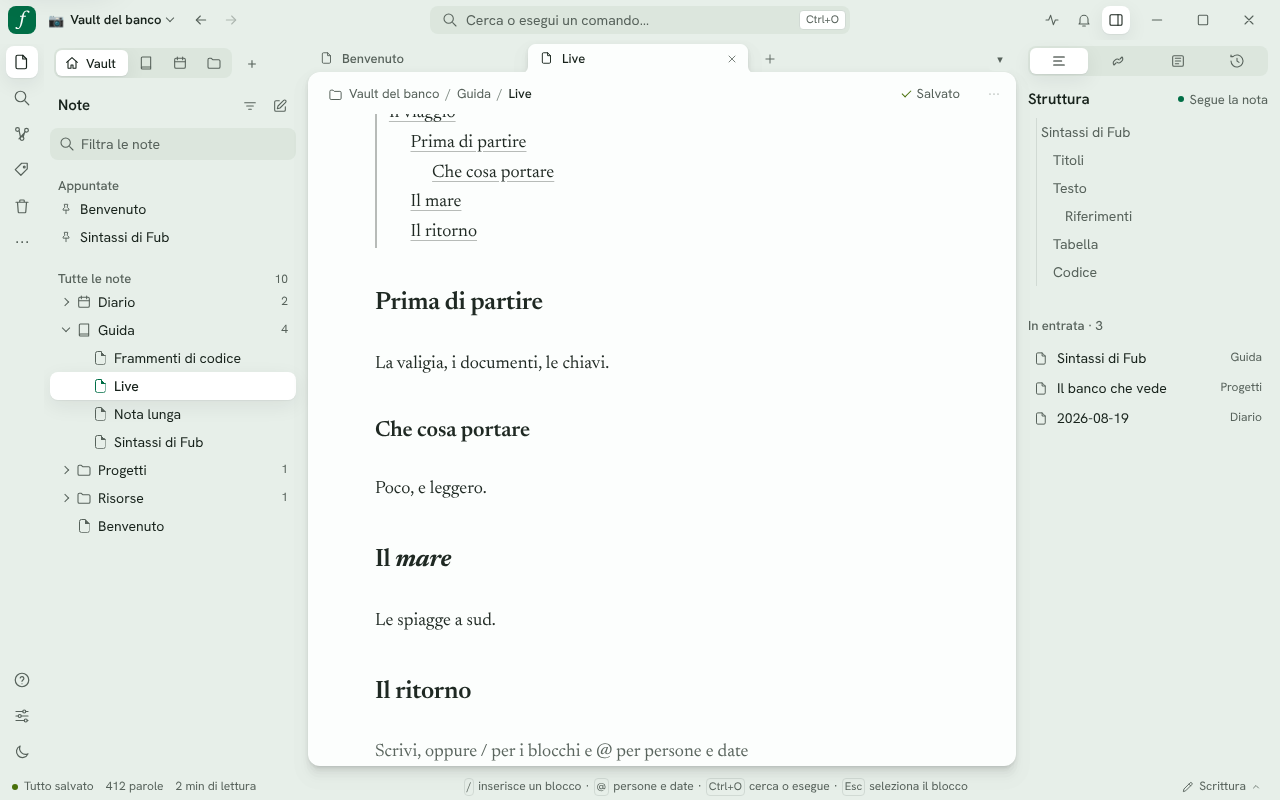 Vault del banco
Cerca o esegui un comando…
Ctrl+O
Vault
Benvenuto
Live
Note
Filtra le note
Appuntate
Benvenuto
Sintassi di Fub
Tutte le note 10
Diario 2
Guida 4
Frammenti di codice
Live
Nota lunga
Sintassi di Fub
Progetti 1
Risorse 1
Benvenuto
Vault del banco / Guida / Live
Salvato
Il viaggio
Prima di partire
Che cosa portare
Il mare
Il ritorno
Prima di partire
La valigia, i documenti, le chiavi.
Che cosa portare
Poco, e leggero.
Il mare
Le spiagge a sud.
Il ritorno
Scrivi, oppure / per i blocchi e @ per persone e date
Struttura
Segue la nota
Sintassi di Fub
Titoli
Testo
Riferimenti
Tabella
Codice
In entrata · 3
Sintassi di Fub Guida
Il banco che vede Progetti
2026-08-19 Diario
Tutto salvato 412 parole 2 min di lettura
/ inserisce un blocco · @ persone e date · Ctrl+O cerca o esegue · Esc seleziona il blocco
Scrittura